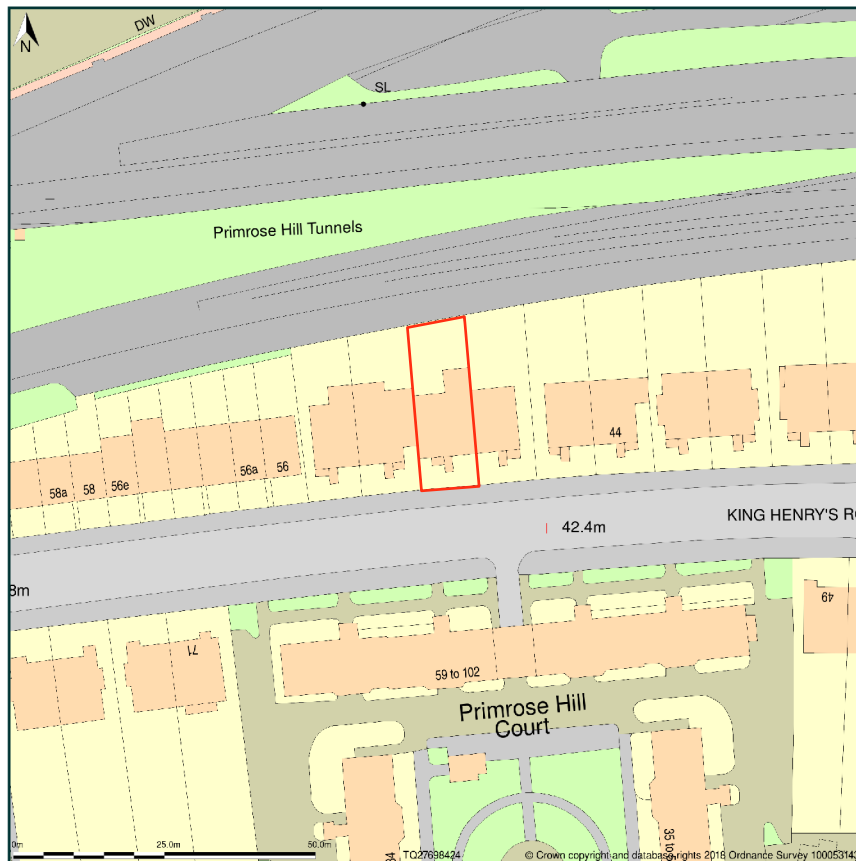 DW
N
SL
Primrose Hill Tunnels
44
56
56a
56e
58
58a
KING HENRY'S R
42.4m
8m
49
71
59 to 102
Primrose Hill
Court
35 to
0m 25.0m 50.0m
TQ27698424
© Crown copyright and database rights 2018 Ordnance Survey 10005314